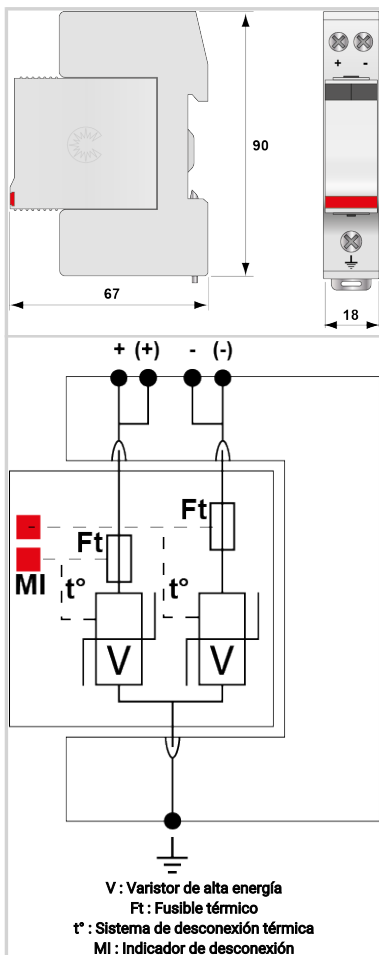 + -
90
67
18
+ (+) - (-)
Ft
Ft
MI
t°
t°
V
V
V : Varistor de alta energía
Ft : Fusible térmico
t° : Sistema de desconexión térmica
MI : Indicador de desconexión